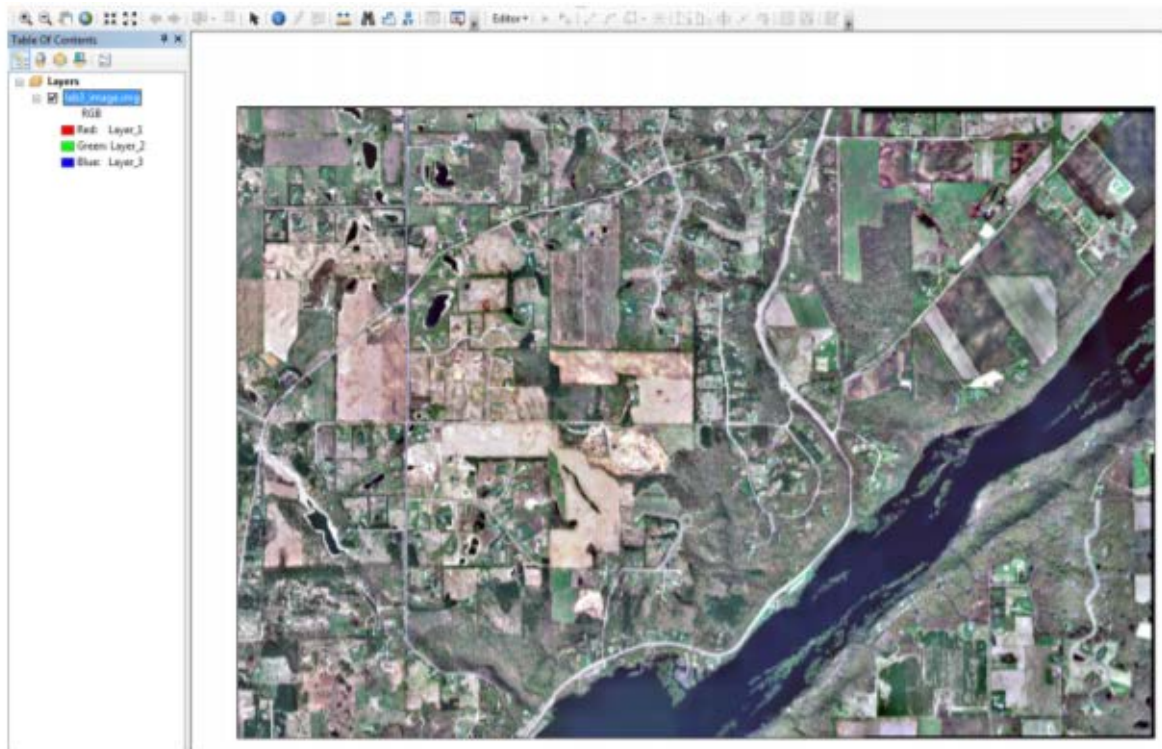 Editor
Table Of Contents
Layers
lab3_image.img
RGB
Red: Layer_1
Green: Layer_2
Blue: Layer_3